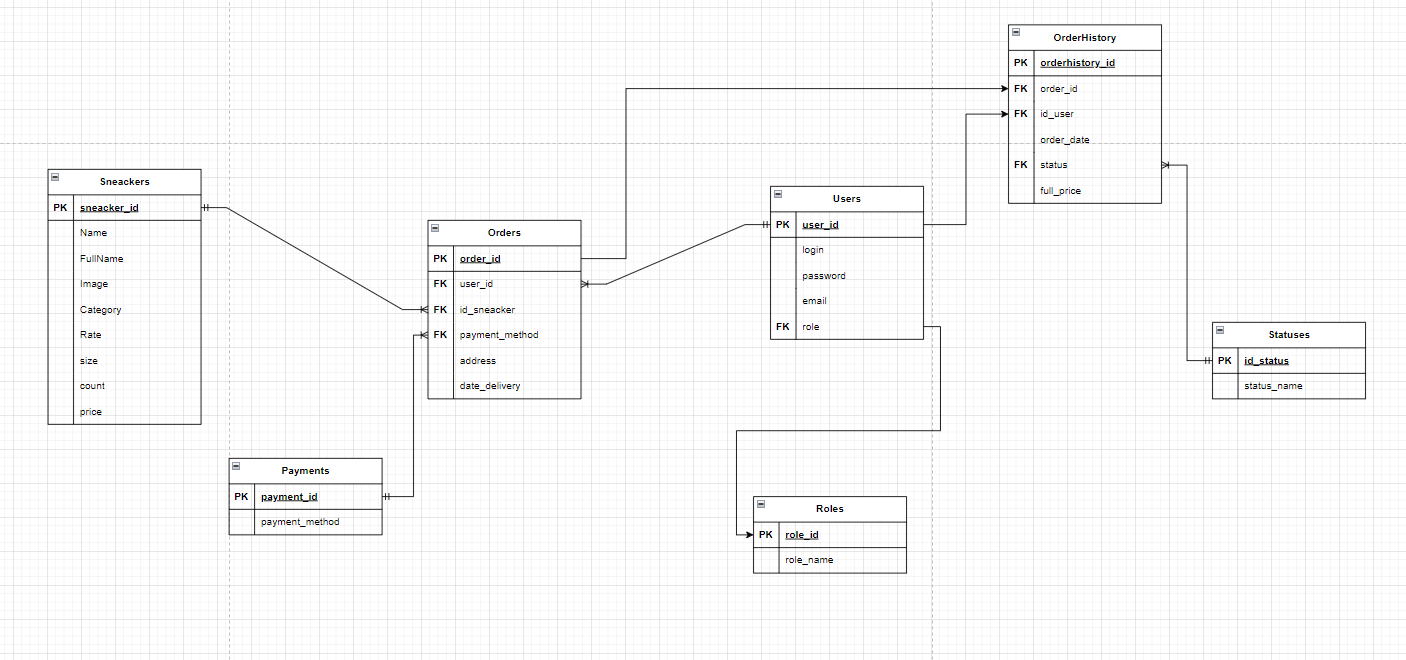 OrderHistory
PK orderhistory_id
FK order_id
FK id_user
order_date
FK status
full_price
Sneackers
PK sneacker_id
Name
FullName
Image
Category
Rate
size
count
price
Orders
PK order_id
FK user_id
FK id_sneacker
FK payment_method
address
date_delivery
Users
PK user_id
login
password
email
FK role
Statuses
PK id_status
status_name
Payments
PK payment_id
payment_method
Roles
PK role_id
role_name